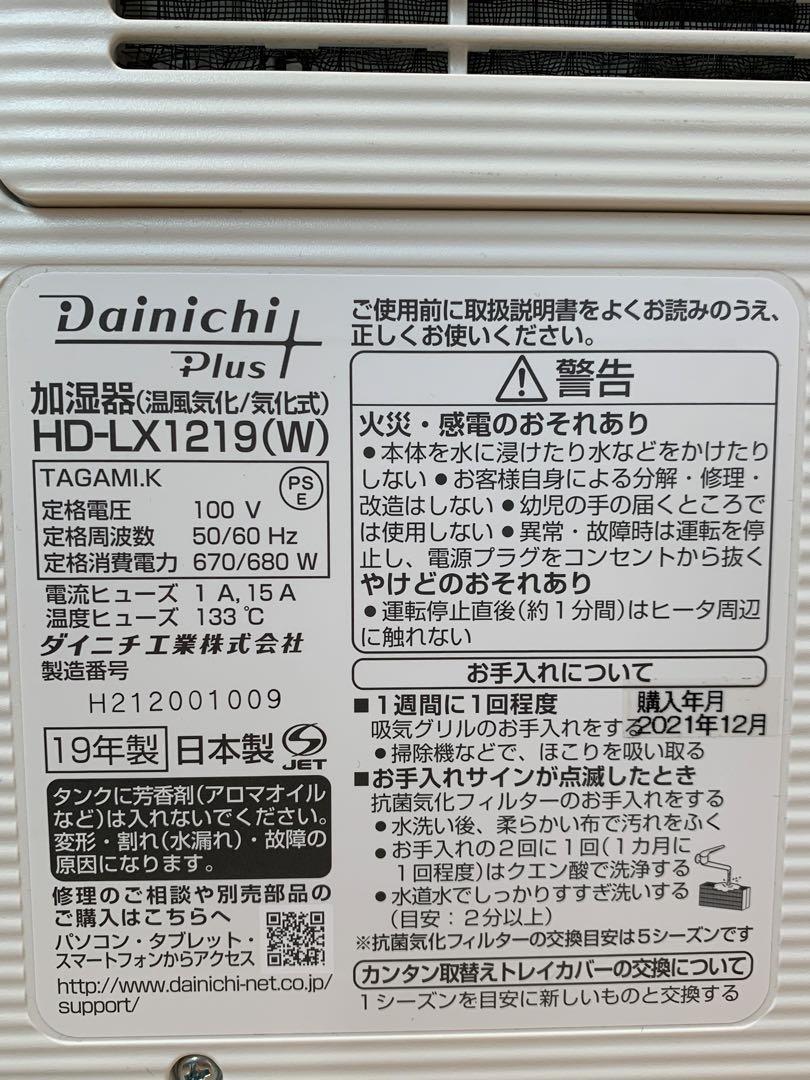 Dainichi
Plus
加湿器(温風気化/気化式)
HD-LX1219(W)
TAGAMI.K
PS
E
定格電圧 100 V
定格周波数 50/60 Hz
定格消費電力 670/680 W
電流ヒューズ 1 A, 15 A
温度ヒューズ 133 ℃
ダイニチ工業株式会社
製造番号
H212001009
19年製 日本製
S
JET
タンクに芳香剤(アロマオイル
など)は入れないでください。
変形・割れ(水漏れ)・故障の
原因になります。
修理のご相談や別売部品の
ご購入はこちらへ
パソコン・タブレット・
スマートフォンからアクセス
http://www.dainichi-net.co.jp/
support/
ご使用前に取扱説明書をよくお読みのうえ、
正しくお使いください。
警告
火災・感電のおそれあり
●本体を水に浸けたり水などをかけたり
しない ●お客様自身による分解・修理・
改造はしない ●幼児の手の届くところで
は使用しない ●異常・故障時は運転を停
止し、電源プラグをコンセントから抜く
やけどのおそれあり
●運転停止直後(約1分間)はヒータ周辺
に触れない
お手入れについて
■1週間に1回程度
吸気グリルのお手入れをする
購入年月
2021年12月
●掃除機などで、ほこりを吸い取る
■お手入れサインが点滅したとき
抗菌気化フィルターのお手入れをする
●水洗い後、柔らかい布で汚れをふく
●お手入れの2回に1回(1カ月に
1回程度)はクエン酸で洗浄する
●水道水でしっかりすすぎ洗いする
(目安:2分以上)
※抗菌気化フィルターの交換目安は5シーズンです
カンタン取替えトレイカバーの交換について
1シーズンを目安に新しいものと交換する